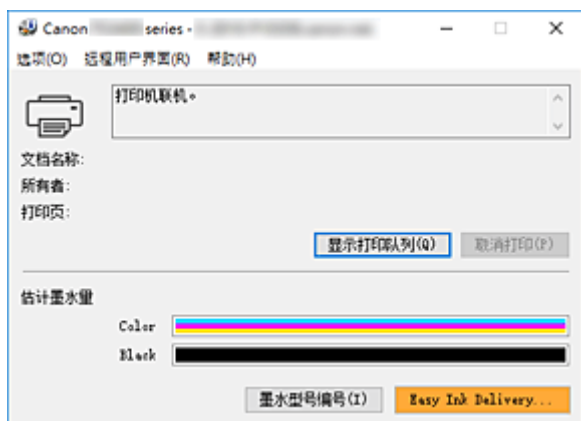 Canon series -
选项(O) 远程用户界面(R) 帮助(H)
打印机联机。
文档名称:
所有者:
打印页:
显示打印队列(Q) 取消打印(P)
估计墨水量
Color
Black
墨水型号编号(I) Easy Ink Delivery...